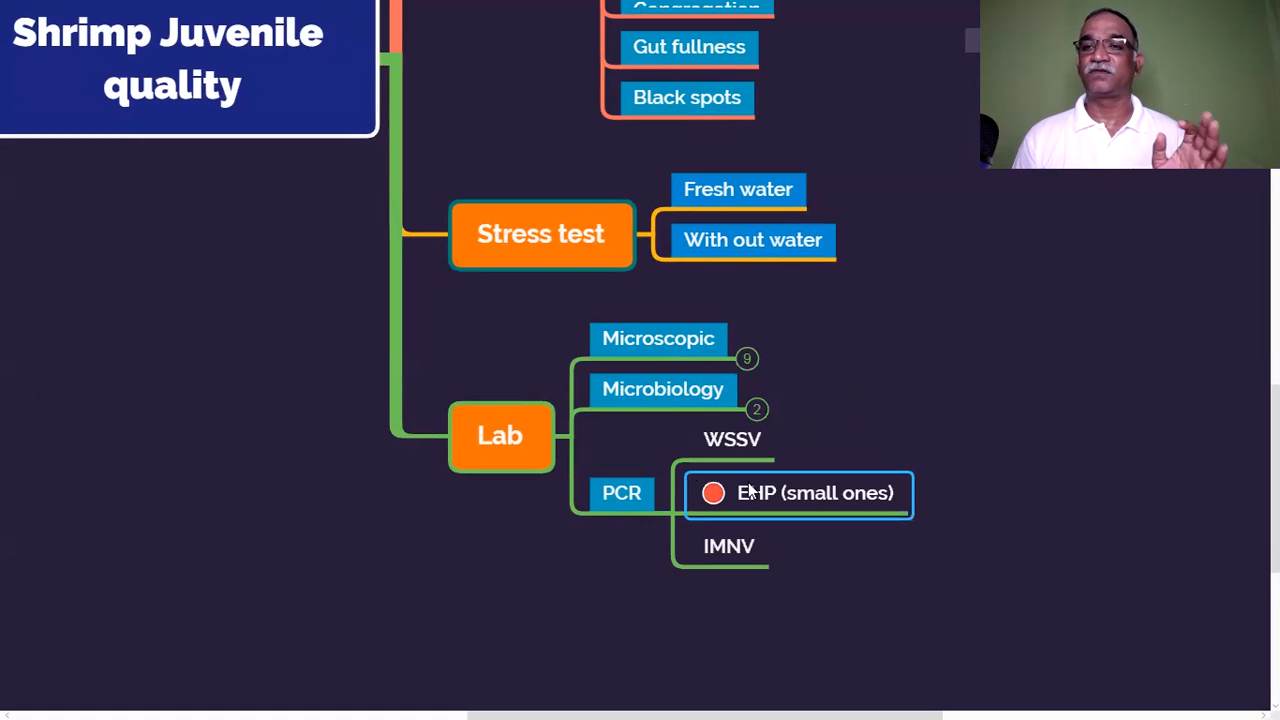 Shrimp Juvenile
quality
Congregation
Gut fullness
Black spots
Stress test
Fresh water
With out water
Lab
Microscopic
9
Microbiology
2
PCR
WSSV
EHP (small ones)
IMNV